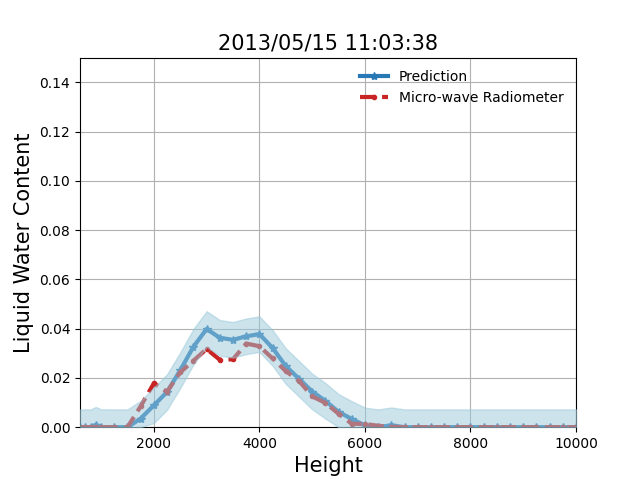 2013/05/15 11:03:38
Prediction
Micro-wave Radiometer
Liquid Water Content
0.14
0.12
0.10
0.08
0.06
0.04
0.02
0.00
2000 4000 6000 8000 10000
Height